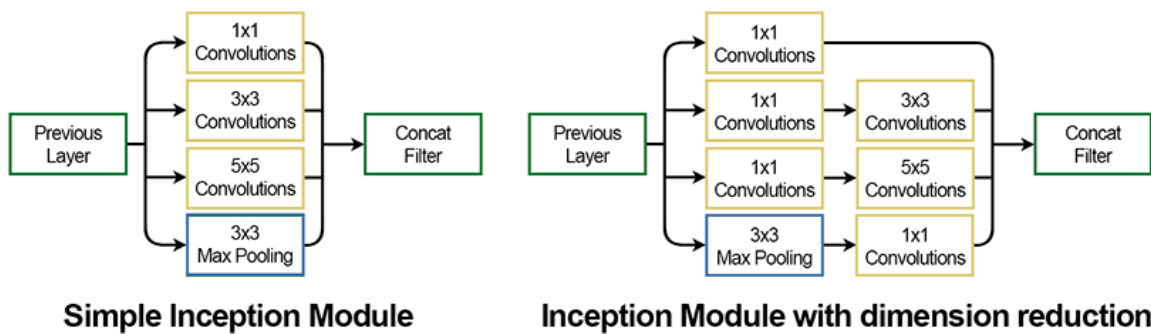 Previous
Layer
1x1
Convolutions
3x3
Convolutions
5x5
Convolutions
3x3
Max Pooling
Concat
Filter
Simple Inception Module
Previous
Layer
1x1
Convolutions
1x1
Convolutions
3x3
Convolutions
1x1
Convolutions
5x5
Convolutions
3x3
Max Pooling
1x1
Convolutions
Concat
Filter
Inception Module with dimension reduction